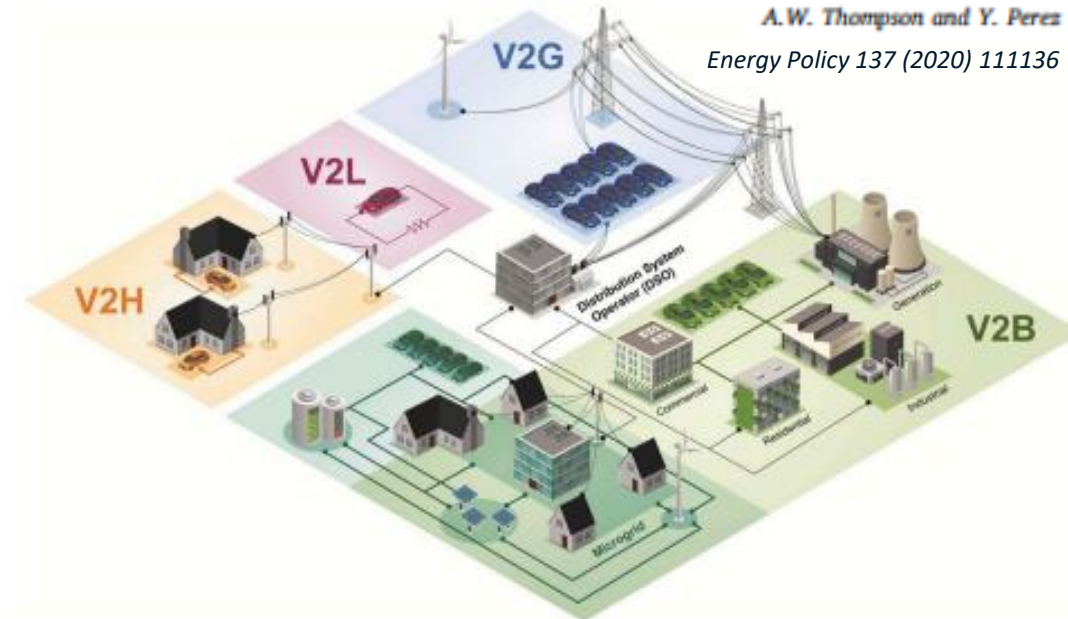 A.W. Thompson and Y. Perez
Energy Policy 137 (2020) 111136
V2G
V2L
V2H
Distribution System
Operator (DSO)
Generation
V2B
Commercial
Industrial
Residential
Microgrid